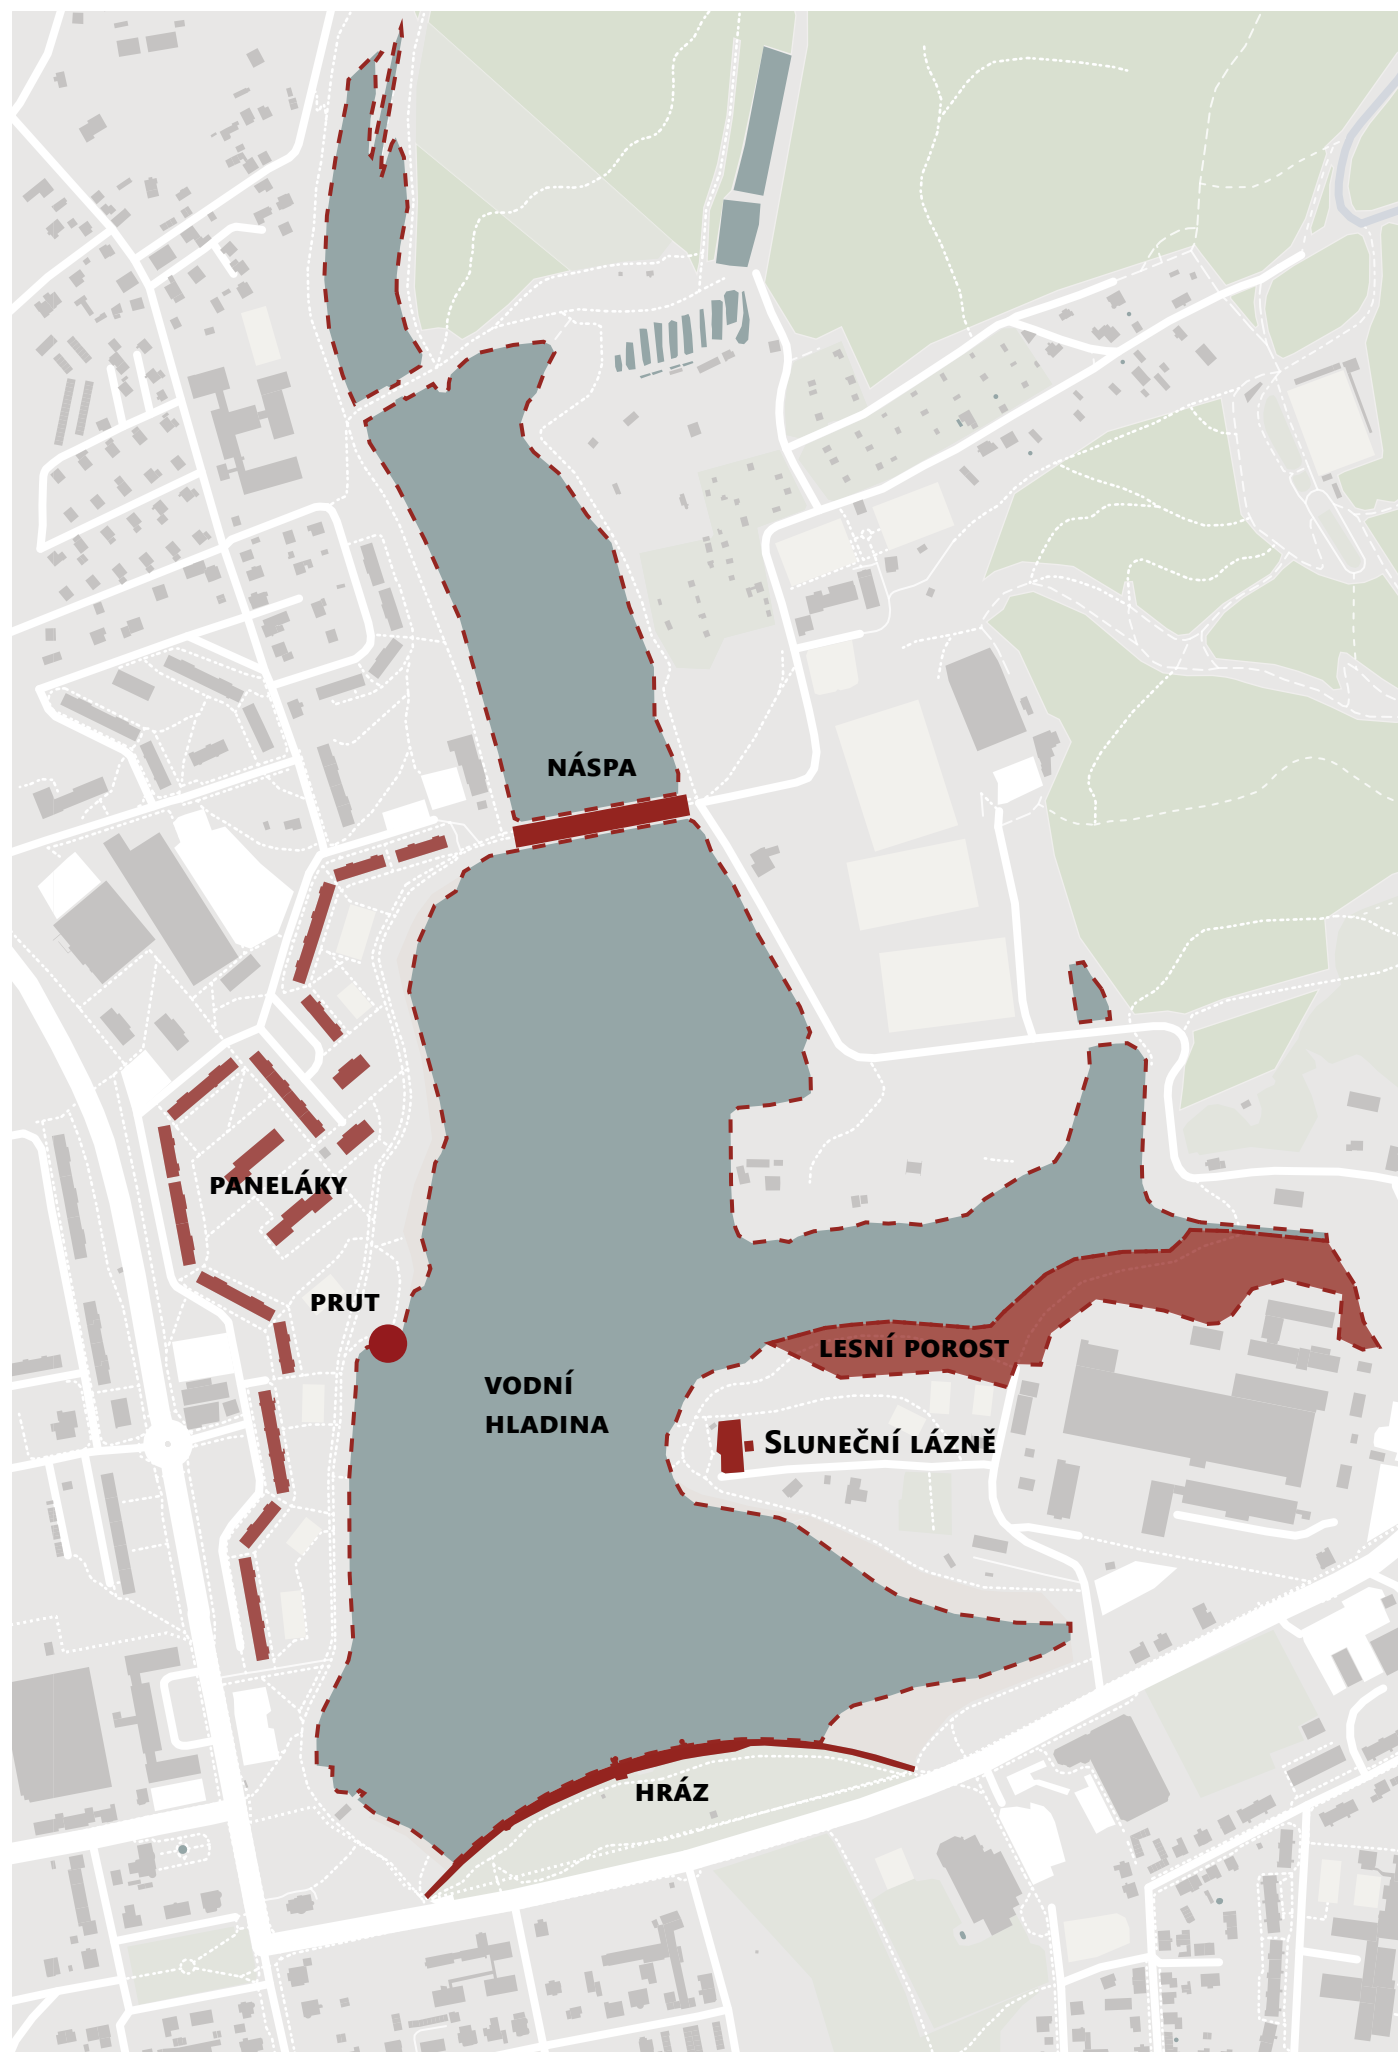 NÁSPA
PANELÁKY
PRUT
LESNÍ POROST
VODNÍ
HLADINA
SLUNEČNÍ LÁZNĚ
HRÁZ